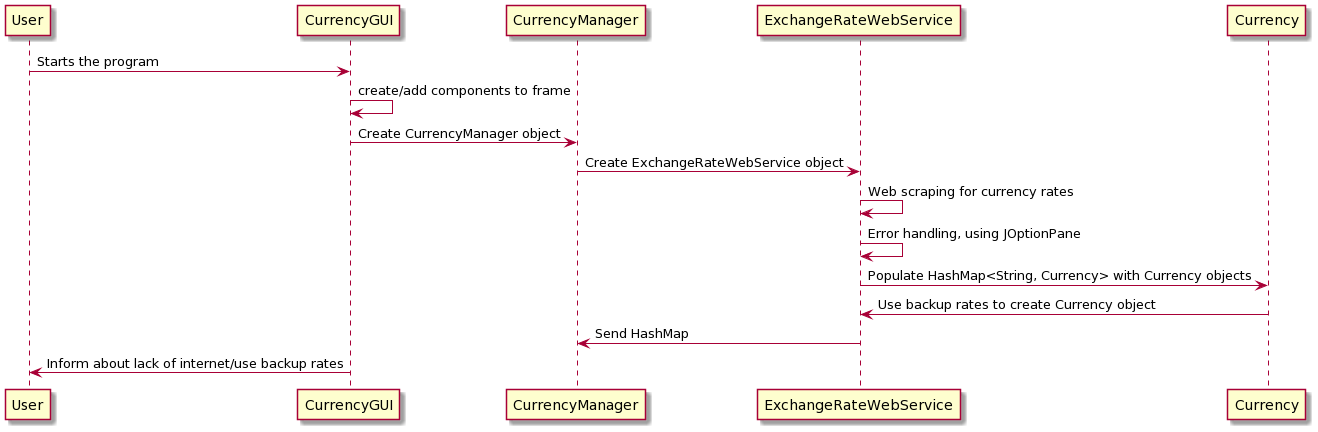 User
CurrencyGUI
CurrencyManager
ExchangeRateWebService
Currency
Starts the program
create/add components to frame
Create CurrencyManager object
Create ExchangeRateWebService object
Web scraping for currency rates
Error handling, using JOptionPane
Populate HashMap<String, Currency> with Currency objects
Use backup rates to create Currency object
Send HashMap
Inform about lack of internet/use backup rates
User
CurrencyGUI
CurrencyManager
ExchangeRateWebService
Currency